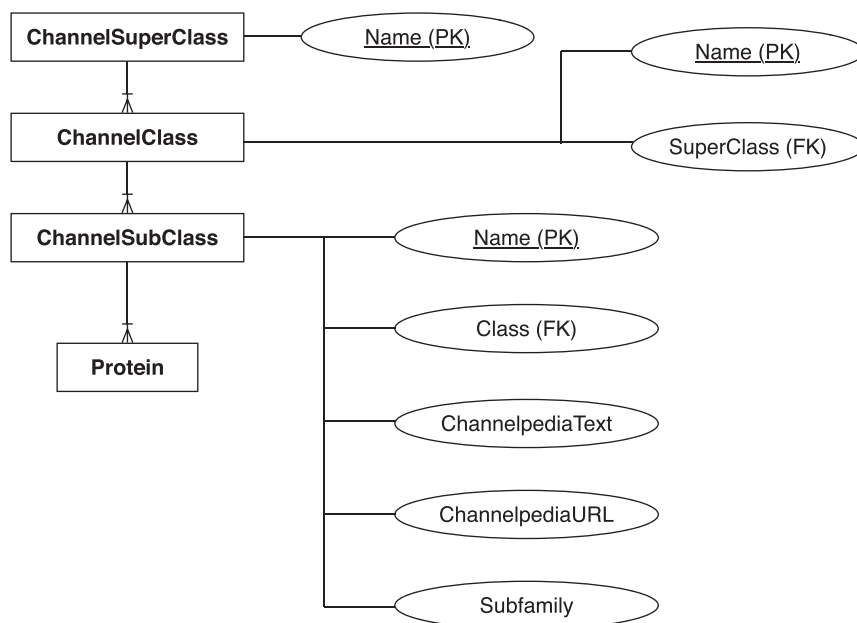 ChannelSuperClass
Name (PK)
Name (PK)
ChannelClass
SuperClass (FK)
ChannelSubClass
Name (PK)
Class (FK)
Protein
ChannelpediaText
ChannelpediaURL
Subfamily